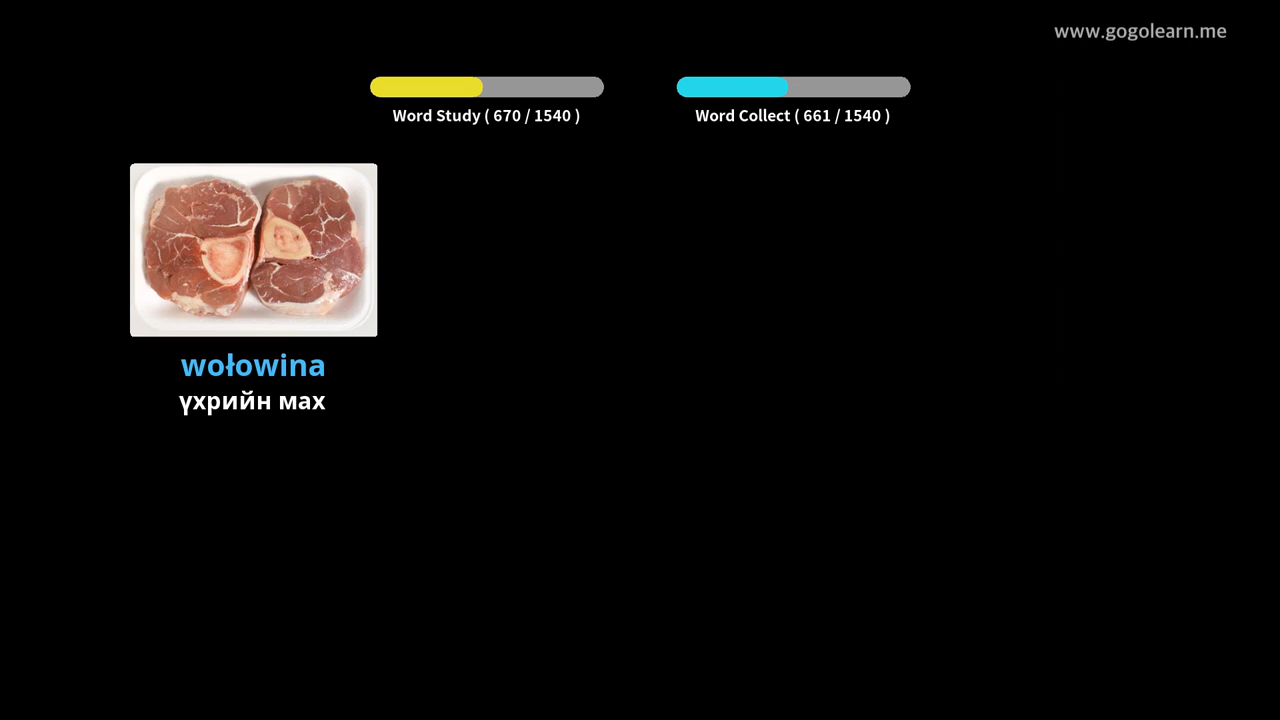 www.gogolearn.me
Word Study ( 670 / 1540 )
Word Collect ( 661 / 1540 )
wołowina
үхрийн мах